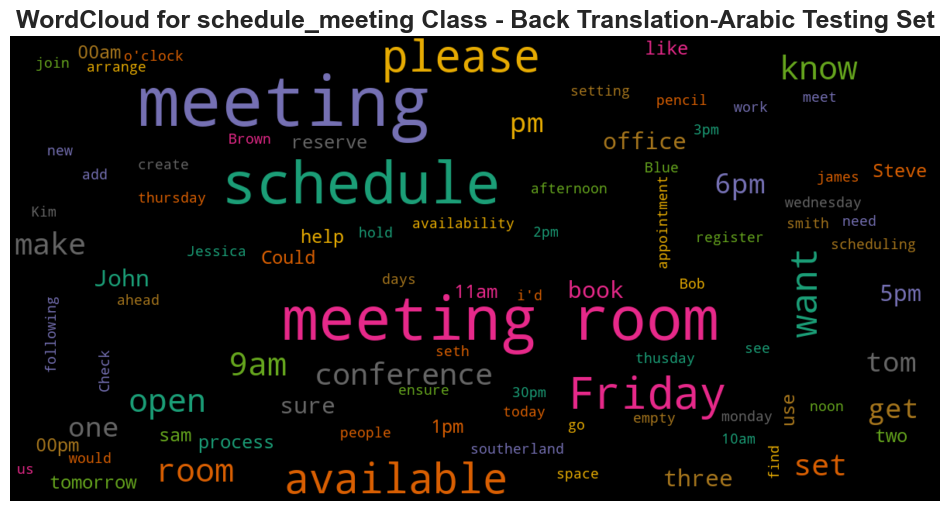 WordCloud for schedule_meeting Class - Back Translation-Arabic Testing Set
join
00am
o'clock
arrange
please
like
know
meeting
setting
pencil
work
meet
Brown
reserve
pm
office
3pm
new
add
create
schedule
afternoon
Blue
6pm
james
Steve
thursday
Kim
availability
appointment
wednesday
smith
need
make
Jessica
help
hold
2pm
register
scheduling
Could
John
ahead
days
11am
i'd
book
Bob
want
5pm
following
Check
meeting room
seth
thusday
see
9am
conference
ensure
30pm
Friday
tom
open
sure
today
empty
monday
use
noon
get
one
00pm
sam
process
people
1pm
go
10am
two
us
would
tomorrow
room
available
southerland
space
three
find
set